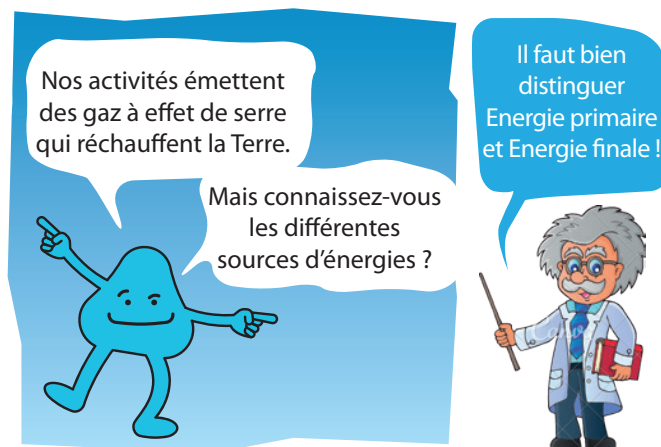 Nos activités émettent
des gaz à effet de serre
qui réchauffent la Terre.
Mais connaissez-vous
les différentes
sources d'énergies ?
Il faut bien
distinguer
Energie primaire
et Energie finale !
Canva